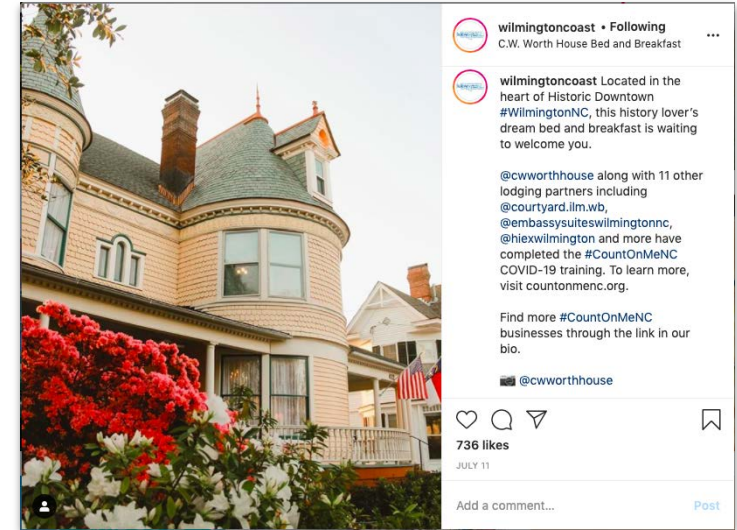 wilmingtoncoast • Following
C.W. Worth House Bed and Breakfast
wilmingtoncoast Located in the
heart of Historic Downtown
#WilmingtonNC, this history lover's
dream bed and breakfast is waiting
to welcome you.
@cwworthhouse along with 11 other
lodging partners including
@courtyard.ilm.wb,
@embassysuiteswilmingtonnc,
@hiexwilmington and more have
completed the #CountOnMeNC
COVID-19 training. To learn more,
visit countonmenc.org.
Find more #CountOnMeNC
businesses through the link in our
bio.
📷 @cwworthhouse
736 likes
JULY 11
Add a comment...
Post